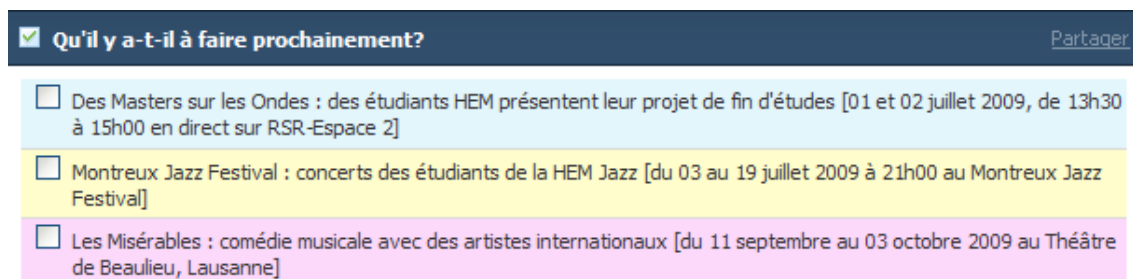 Qu'il y a-t-il à faire prochainement?
Partager
Des Masters sur les Ondes : des étudiants HEM présentent leur projet de fin d'études [01 et 02 juillet 2009, de 13h30
à 15h00 en direct sur RSR-Espace 2]
Montreux Jazz Festival : concerts des étudiants de la HEM Jazz [du 03 au 19 juillet 2009 à 21h00 au Montreux Jazz
Festival]
Les Misérables : comédie musicale avec des artistes internationaux [du 11 septembre au 03 octobre 2009 au Théâtre
de Beaulieu, Lausanne]